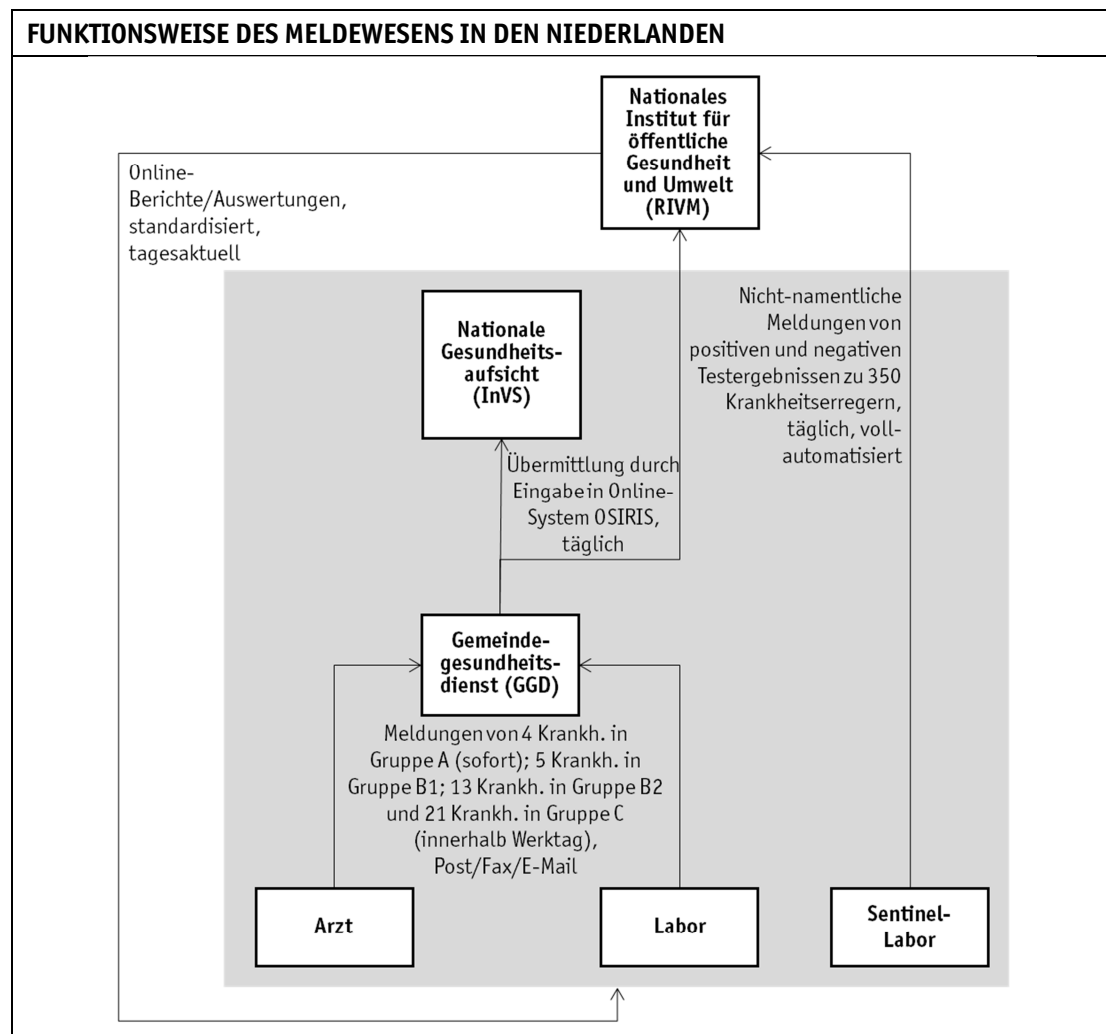 FUNKTIONSWEISE DES MELDEWESENS IN DEN NIEDERLANDEN
Nationales
Institut für
öffentliche
Gesundheit
und Umwelt
(RIVM)
Online-
Berichte/Auswertungen,
standardisiert,
tagesaktuell
Nationale
Gesundheits-
aufsicht
(InVS)
Nicht-namentliche
Meldungen von
positiven und negativen
Testergebnissen zu 350
Krankheitserregern,
täglich, voll-
automatisiert
Übermittlung durch
Eingabe in Online-
System OSIRIS,
täglich
Gemeinde-
gesundheits-
dienst (GGD)
Meldungen von 4 Krankh. in
Gruppe A (sofort); 5 Krankh. in
Gruppe B1; 13 Krankh. in Gruppe B2
und 21 Krankh. in Gruppe C
(innerhalb Werktag),
Post/Fax/E-Mail
Arzt
Labor
Sentinel-
Labor